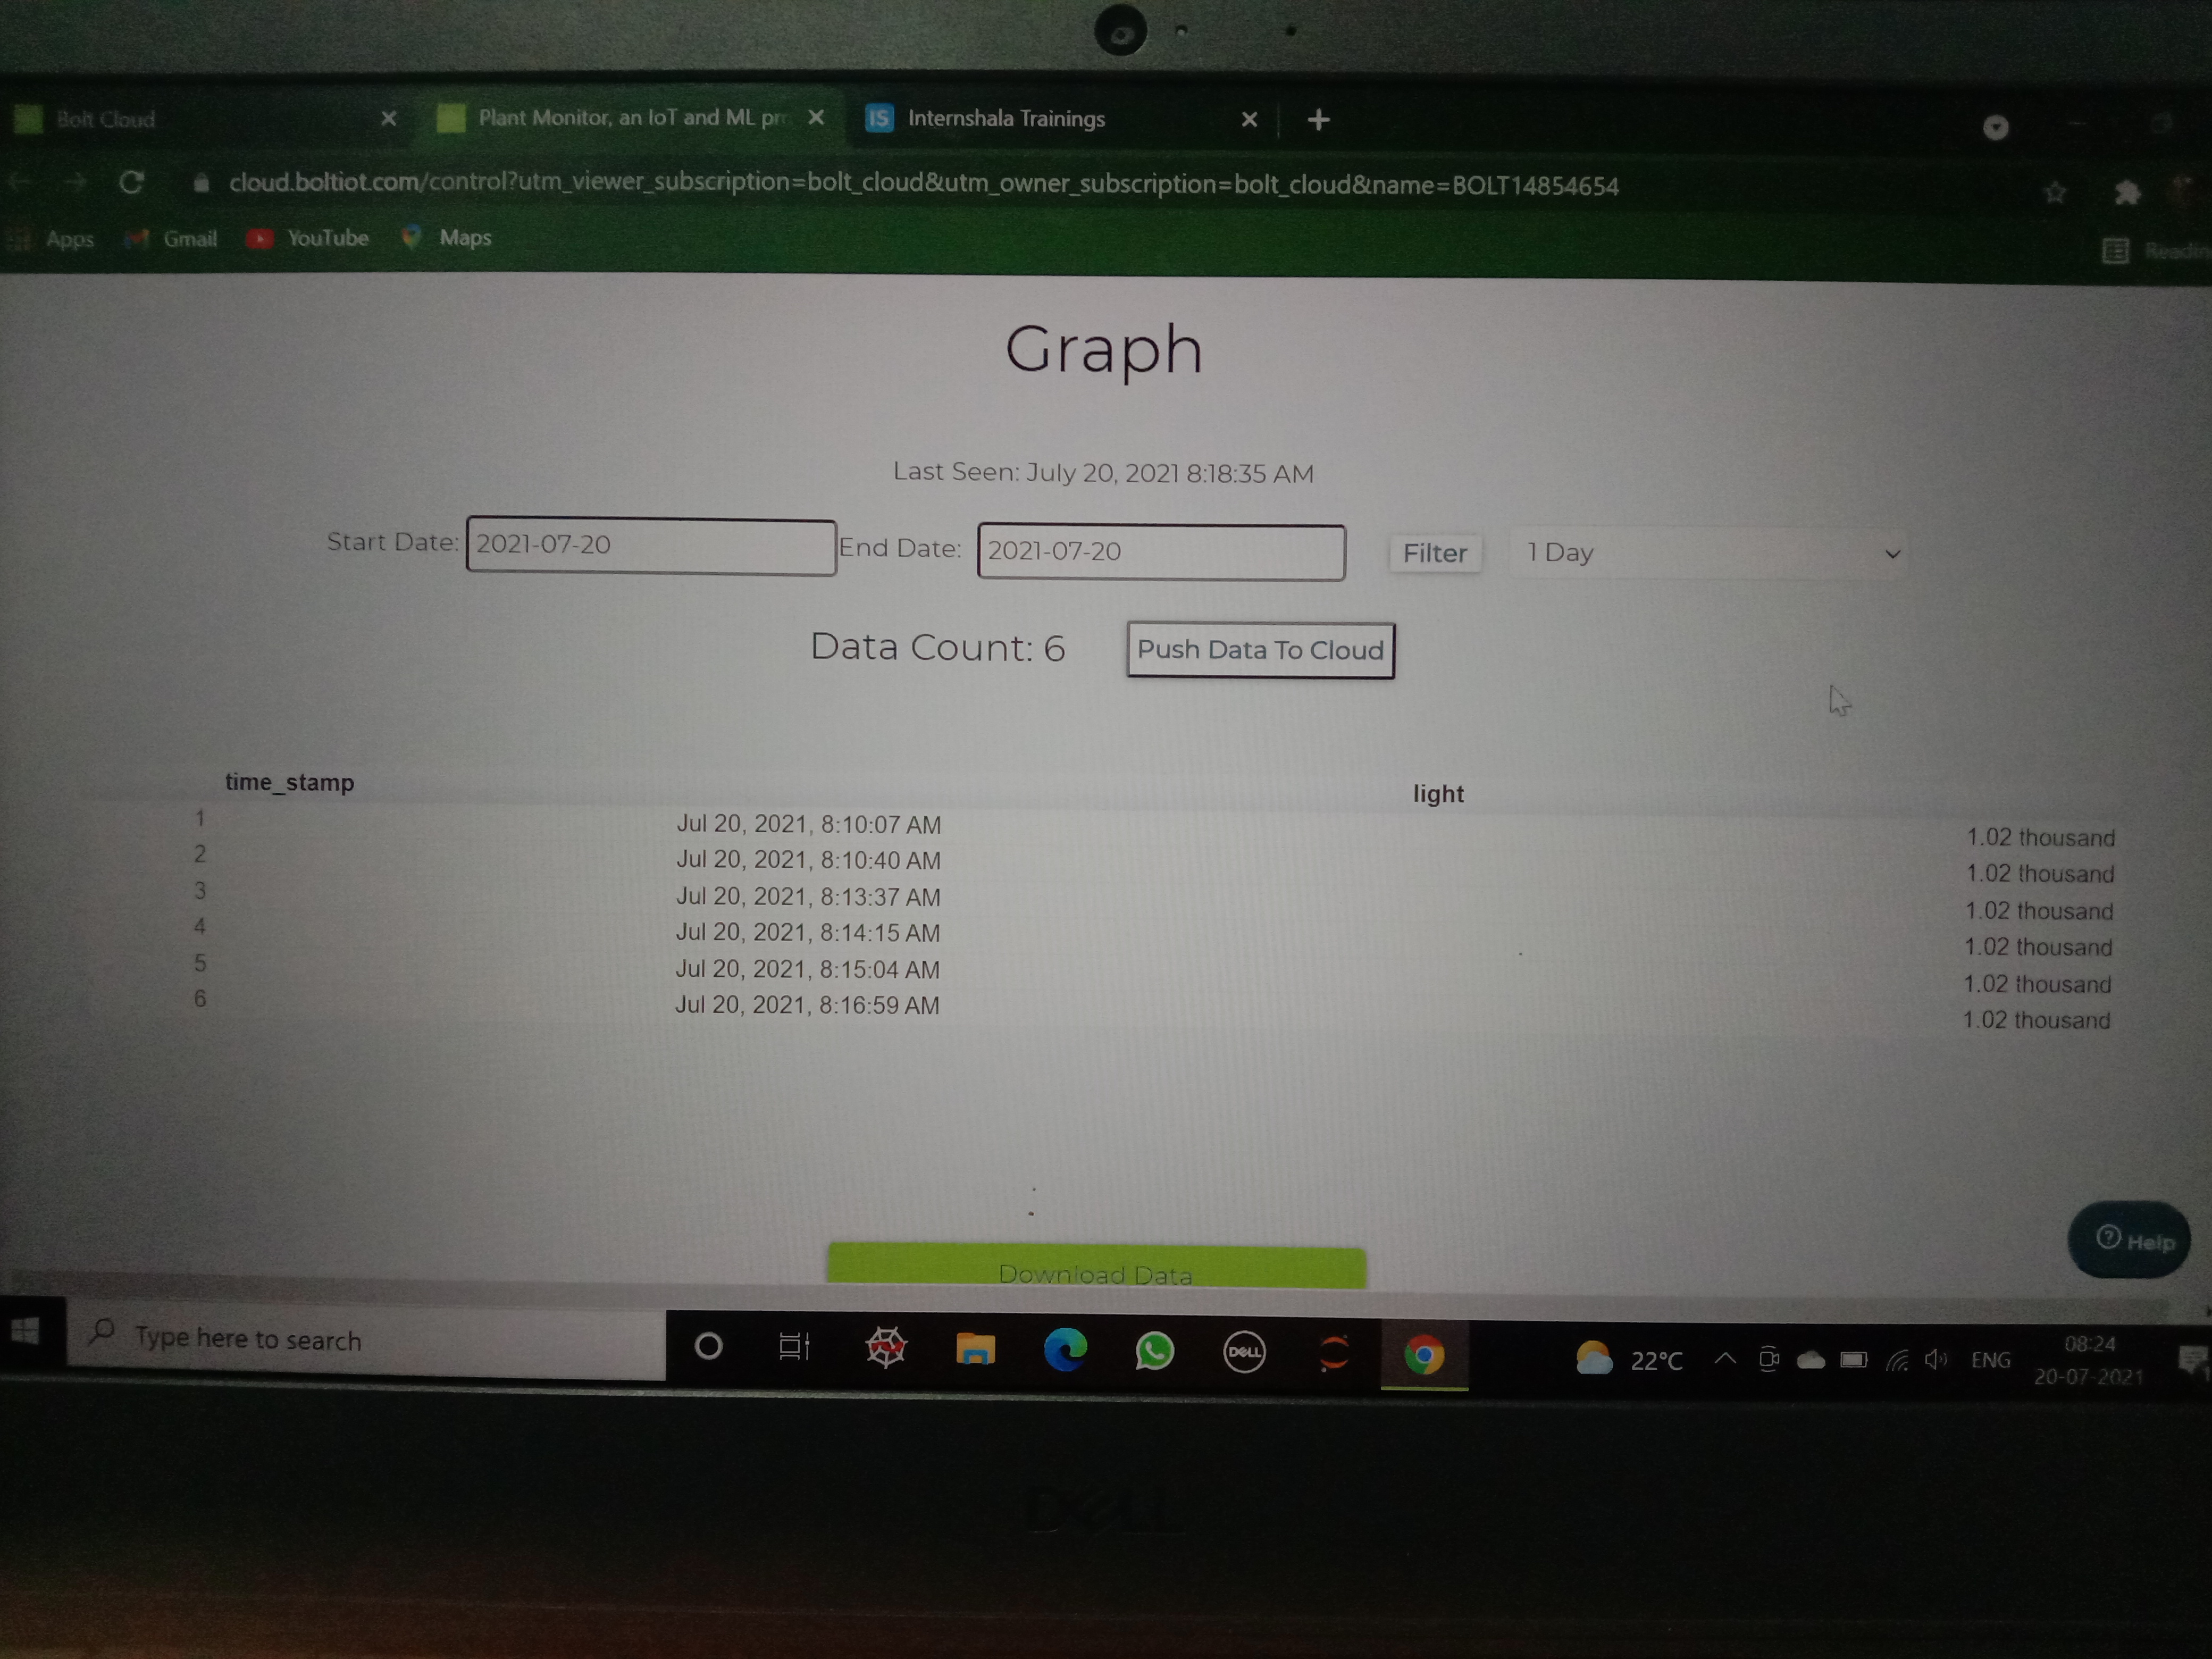 Bolt Cloud
Plant Monitor, an IoT and ML pr
IS Internshala Trainings
cloud.boltiot.com/control?utm_viewer_subscription=bolt_cloud&utm_owner_subscription=bolt_cloud&name=BOLT14854654
Apps Gmail YouTube Maps
Readin
Graph
Last Seen: July 20, 2021 8:18:35 AM
Start Date: 2021-07-20 End Date: 2021-07-20 Filter 1 Day
Data Count: 6 Push Data To Cloud
time_stamp light
1 Jul 20, 2021, 8:10:07 AM 1.02 thousand
2 Jul 20, 2021, 8:10:40 AM 1.02 thousand
3 Jul 20, 2021, 8:13:37 AM 1.02 thousand
4 Jul 20, 2021, 8:14:15 AM 1.02 thousand
5 Jul 20, 2021, 8:15:04 AM 1.02 thousand
6 Jul 20, 2021, 8:16:59 AM 1.02 thousand
Help
Download Data
Type here to search
DELL
22°C ENG
08:24
20-07-2021
1
DELL